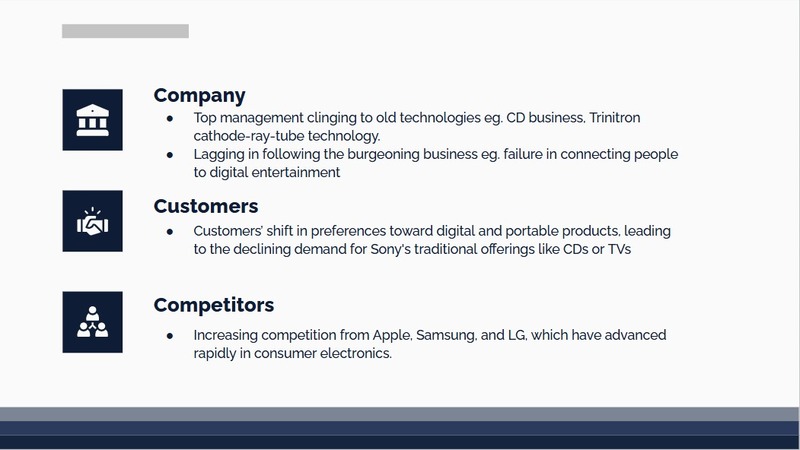 Company
● Top management clinging to old technologies eg. CD business, Trinitron
cathode-ray-tube technology.
● Lagging in following the burgeoning business eg. failure in connecting people
to digital entertainment
Customers
● Customers' shift in preferences toward digital and portable products, leading
to the declining demand for Sony's traditional offerings like CDs or TVs
Competitors
● Increasing competition from Apple, Samsung, and LG, which have advanced
rapidly in consumer electronics.